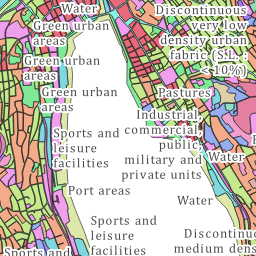 Water
Green urban
areas
Green urban
areas
Green urban
areas
Discontinuous
very low
density urban
fabric (S.L. :
< 10%)
Pastures
Industrial,
commercial,
public,
military and
private units
Sports and
leisure
facilities
Water
Port areas
Water
Sports and
leisure
facilities
Discontinuous
medium dens
Sports and